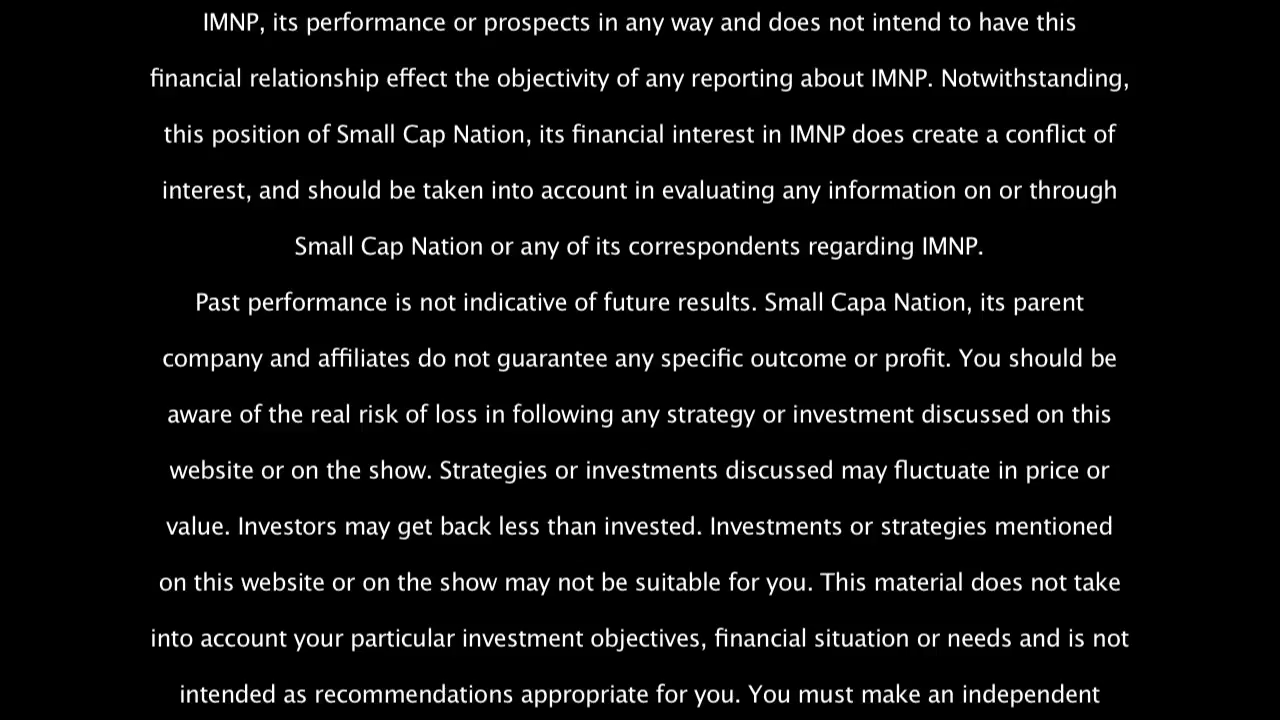 IMNP, its performance or prospects in any way and does not intend to have this
financial relationship effect the objectivity of any reporting about IMNP. Notwithstanding,
this position of Small Cap Nation, its financial interest in IMNP does create a conflict of
interest, and should be taken into account in evaluating any information on or through
Small Cap Nation or any of its correspondents regarding IMNP.
Past performance is not indicative of future results. Small Capa Nation, its parent
company and affiliates do not guarantee any specific outcome or profit. You should be
aware of the real risk of loss in following any strategy or investment discussed on this
website or on the show. Strategies or investments discussed may fluctuate in price or
value. Investors may get back less than invested. Investments or strategies mentioned
on this website or on the show may not be suitable for you. This material does not take
into account your particular investment objectives, financial situation or needs and is not
intended as recommendations appropriate for you. You must make an independent